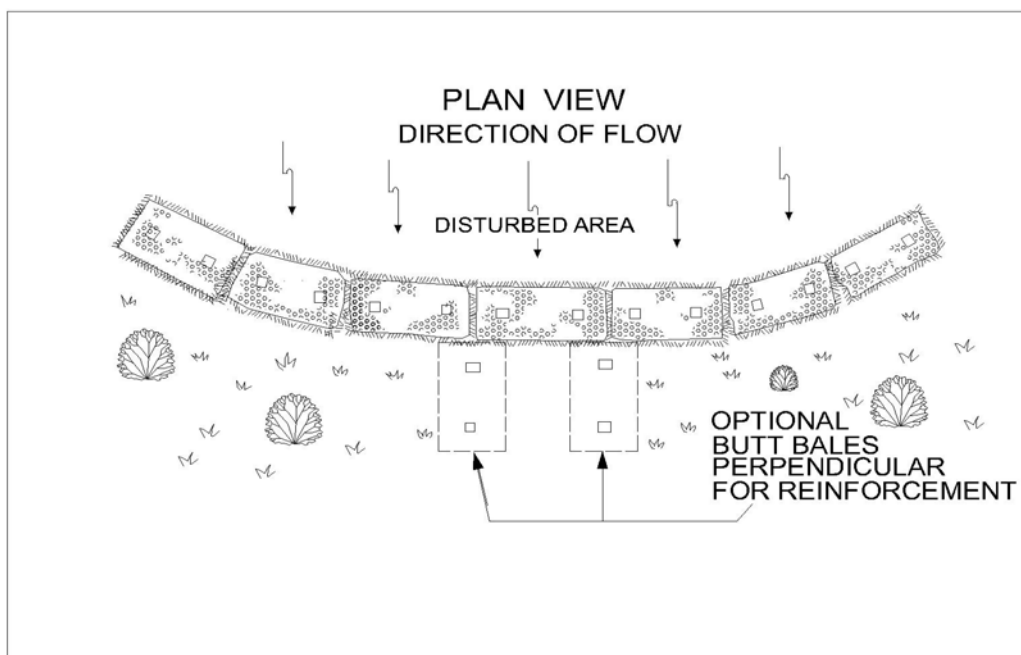 PLAN VIEW
DIRECTION OF FLOW
DISTURBED AREA
OPTIONAL
BUTT BALES
PERPENDICULAR
FOR REINFORCEMENT